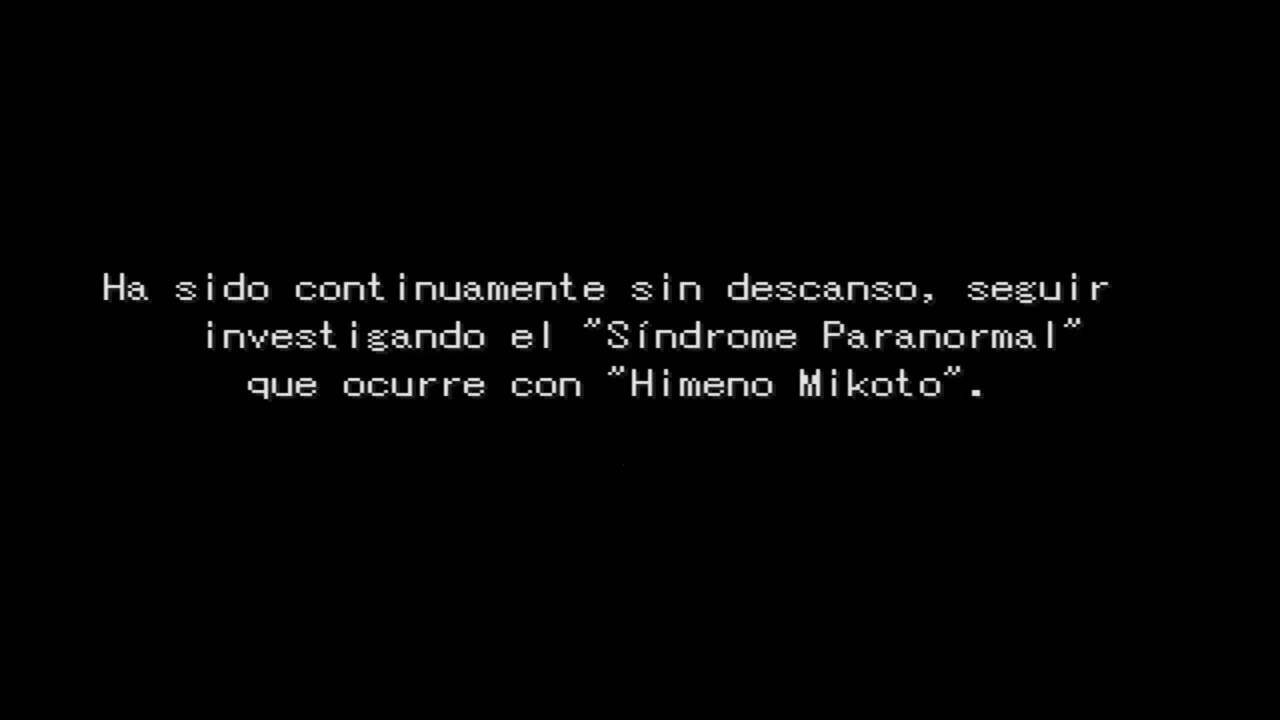 Ha sido continuamente sin descanso, seguir
investigando el "Síndrome Paranormal"
que ocurre con "Himeno Mikoto".